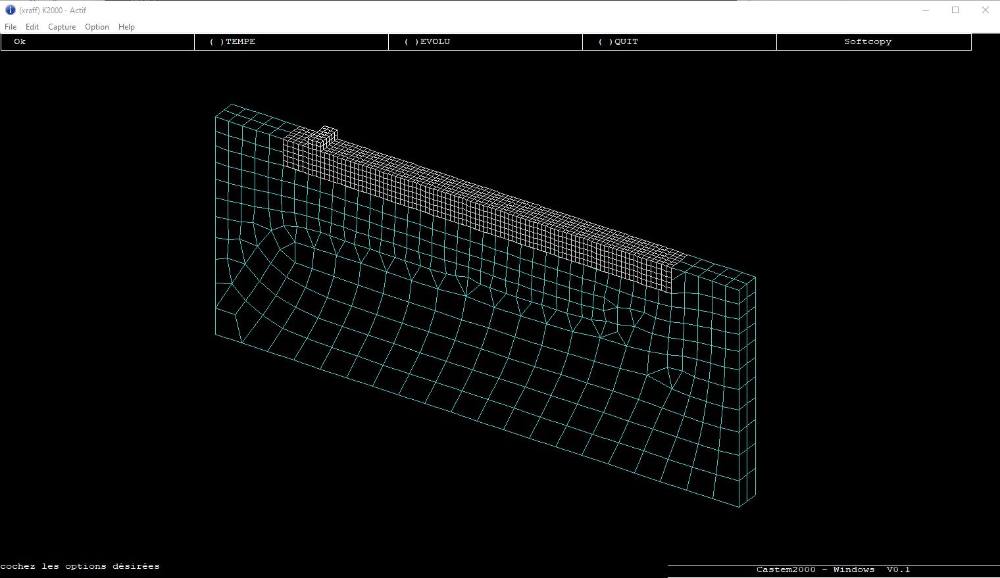 (xraff) K2000 - Actif
File Edit Capture Option Help
Ok ( )TEMPE ( )EVOLU ( )QUIT Softcopy
cochez les options désirées
Castem2000 - Windows V0.1